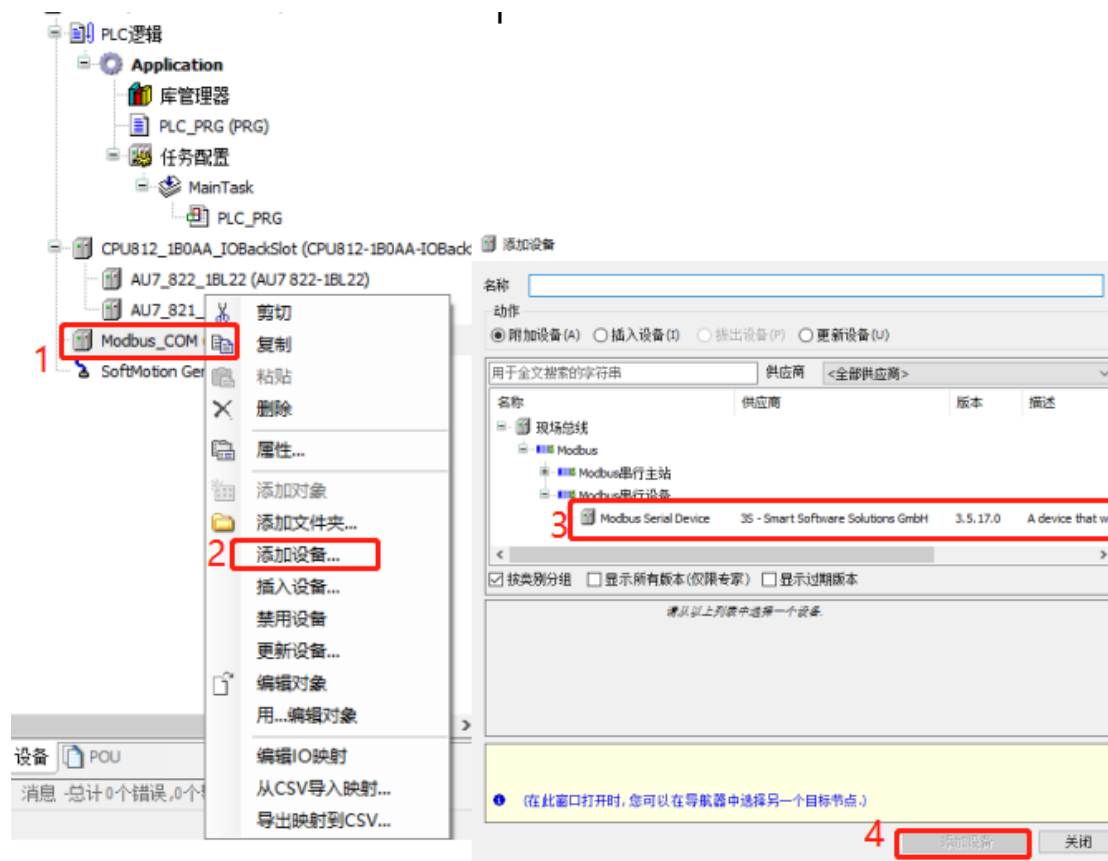 PLC逻辑
Application
库管理器
PLC_PRG (PRG)
任务配置
MainTask
PLC_PRG
CPU812_1B0AA_IOBackSlot (CPU812-1B0AA-IOBack
AU7_822_1BL22 (AU7 822-1BL22)
AU7_821_
1
Modbus_COM
SoftMotion Ger
剪切
复制
粘贴
删除
属性...
添加对象
添加文件夹...
2
添加设备...
插入设备...
禁用设备
更新设备...
编辑对象
用...编辑对象
编辑IO映射
从CSV导入映射...
导出映射到CSV...
设备
POU
消息 -总计0个错误,0个
添加设备
名称
动作
附加设备(A) 插入设备(I) 拔出设备(P) 更新设备(U)
用于全文搜索的字符串 供应商 <全部供应商>
名称 供应商 版本 描述
现场总线
Modbus
Modbus串行主站
Modbus串行设备
3
Modbus Serial Device 3S - Smart Software Solutions GmbH 3.5.17.0 A device that w
按类别分组 显示所有版本(仅限专家) 显示过期版本
请从以上列表中选择一个设备.
(在此窗口打开时, 您可以在导航器中选择另一个目标节点.)
4
添加设备 关闭